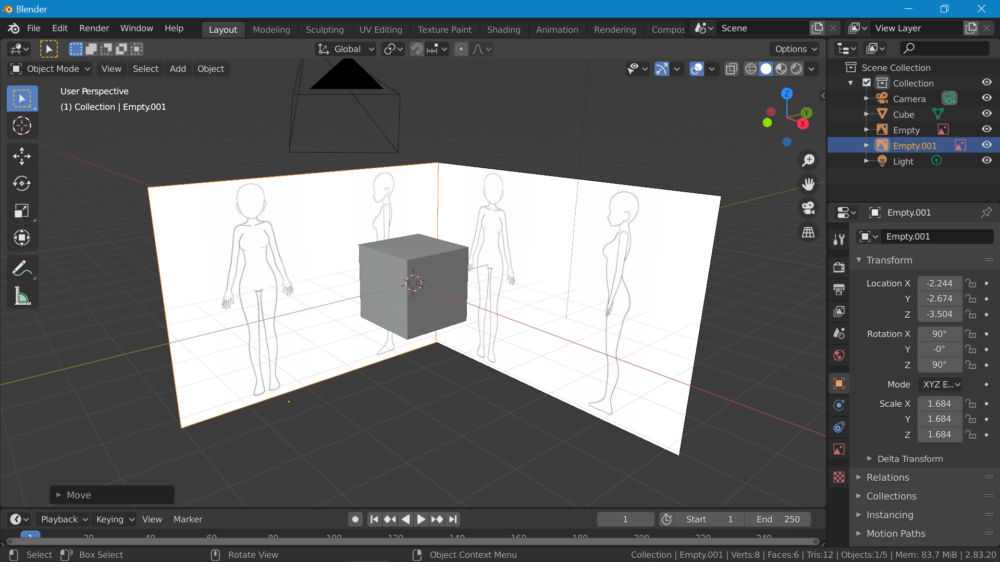 Blender
File Edit Render Window Help
Layout Modeling Sculpting UV Editing Texture Paint Shading Animation Rendering Compos
Scene
View Layer
Global
Options
Object Mode View Select Add Object
User Perspective
(1) Collection | Empty.001
Z
Y
X
Scene Collection
Collection
Camera
Cube
Empty
Empty.001
Light
Empty.001
Empty.001
Transform
Location X -2.244
Y -2.674
Z -3.504
Rotation X 90°
Y -0°
Z 90°
Mode XYZ E...
Scale X 1.684
Y 1.684
Z 1.684
Delta Transform
Relations
Collections
Instancing
Motion Paths
Move
Playback Keying View Marker
1
Start 1
End 250
1 20 40 60 80 100 120 140 160 180 200 220 240
Select Box Select Rotate View Object Context Menu
Collection | Empty.001 | Verts:8 | Faces:6 | Tris:12 | Objects:1/5 | Mem: 83.7 MiB | 2.83.20